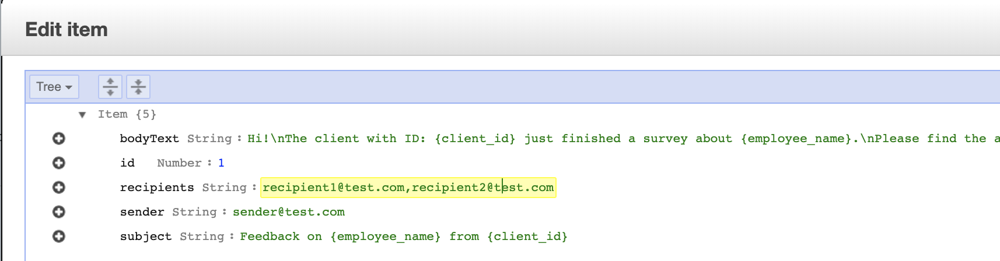 Edit item
Tree
Item {5}
bodyText String : Hi!\nThe client with ID: {client_id} just finished a survey about {employee_name}.\nPlease find the a
id Number : 1
recipients String : recipient1@test.com,recipient2@test.com
sender String : sender@test.com
subject String : Feedback on {employee_name} from {client_id}